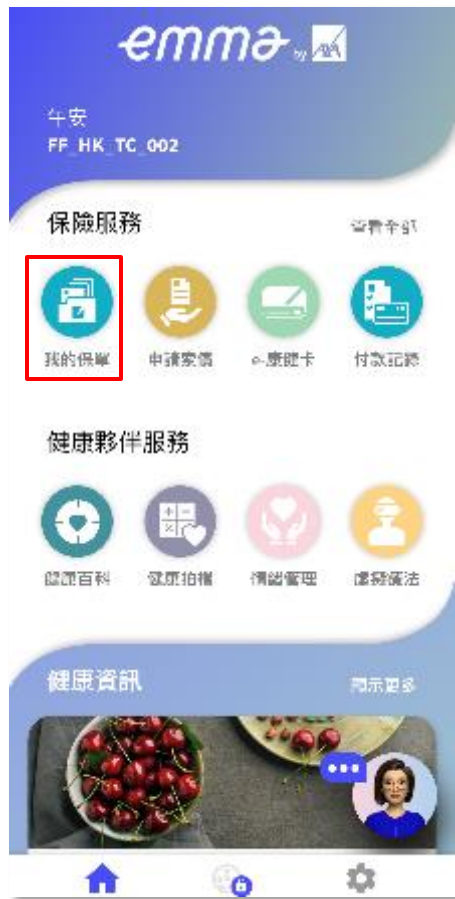 emma by AXA
午安
FF_HK_TC_002
保險服務
查看全部
我的保單
申請索償
e-康健卡
付款記錄
健康夥伴服務
健康百科
健康拍檔
情緒管理
虛擬療法
健康資訊
顯示更多